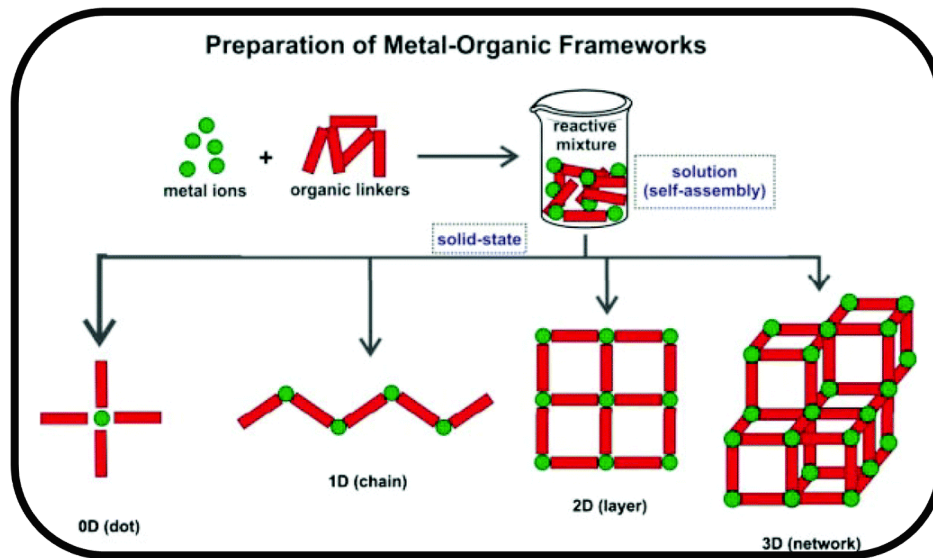 Preparation of Metal-Organic Frameworks
reactive
mixture
+
metal ions
organic linkers
solution
(self-assembly)
solid-state
1D (chain)
2D (layer)
0D (dot)
3D (network)